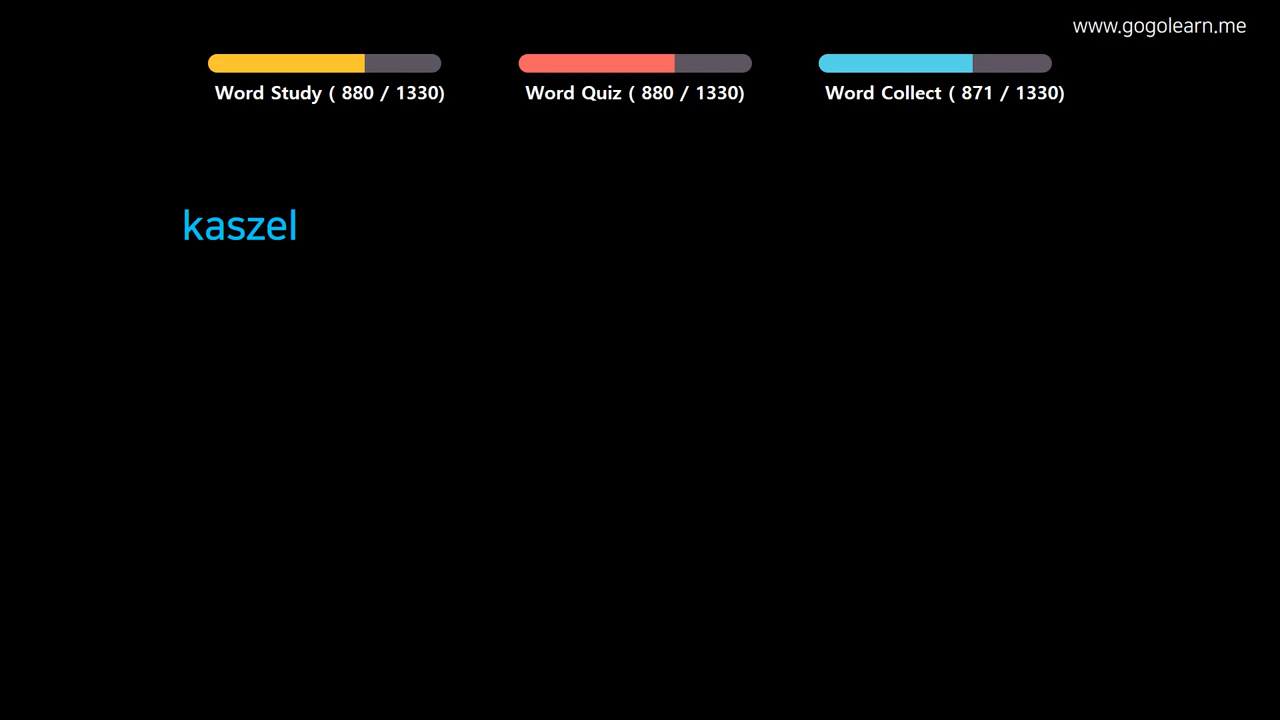 www.gogolearn.me
Word Study ( 880 / 1330)
Word Quiz ( 880 / 1330)
Word Collect ( 871 / 1330)
kaszel